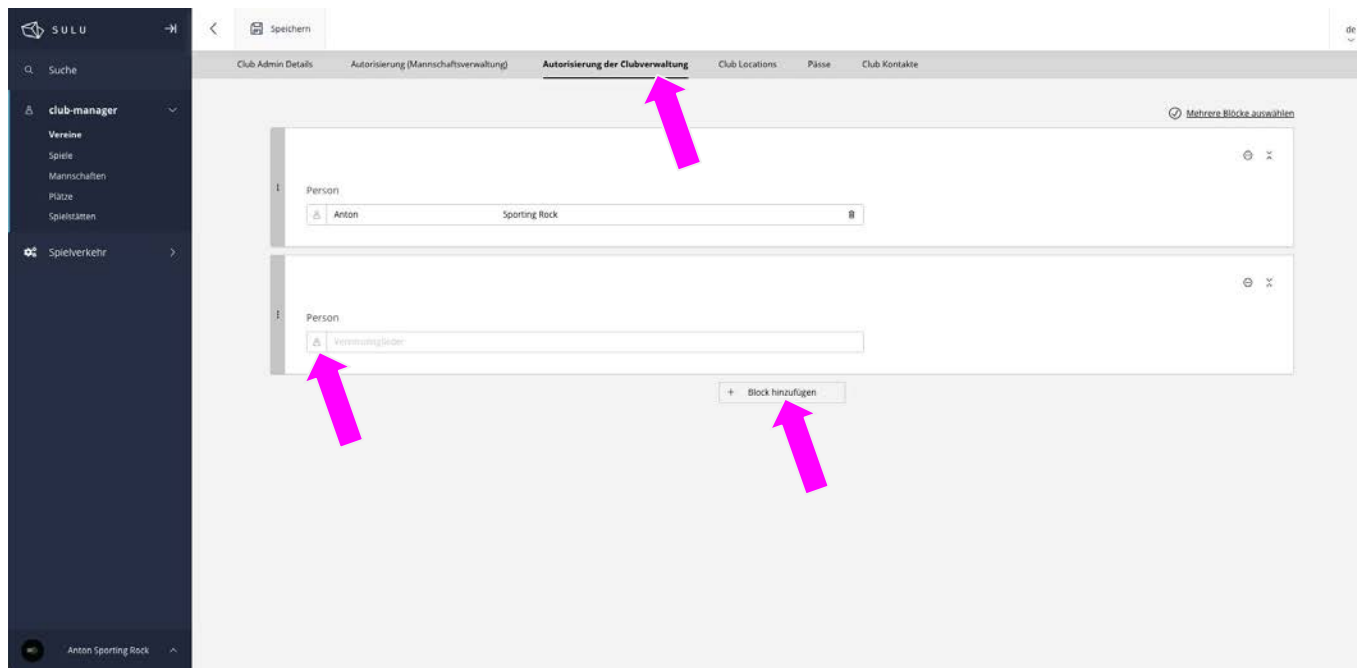 SULU
Speichern
de
Suche
Club Admin Details
Autorisierung (Mannschaftsverwaltung)
Autorisierung der Clubverwaltung
Club Locations
Pässe
Club Kontakte
club-manager
Vereine
Spiele
Mannschaften
Plätze
Spielstätten
Spielverkehr
Mehrere Blöcke auswählen
Person
Anton
Sporting Rock
Person
Vereinsmitglieder
+ Block hinzufügen
Anton Sporting Rock